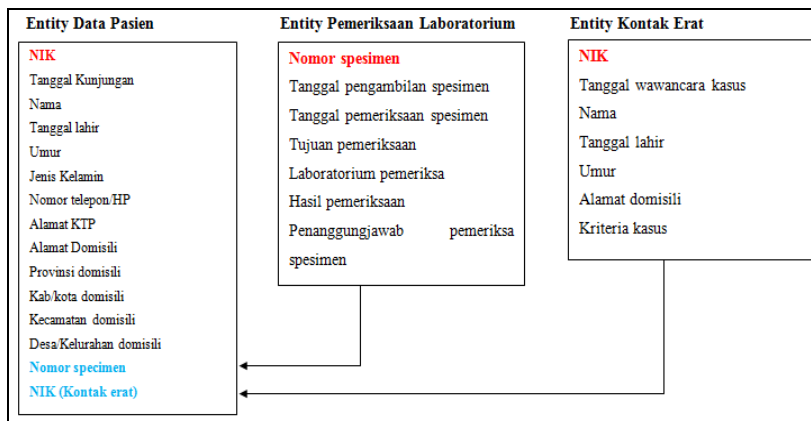 Entity Data Pasien
NIK
Tanggal Kunjungan
Nama
Tanggal lahir
Umur
Jenis Kelamin
Nomor telepon/HP
Alamat KTP
Alamat Domisili
Provinsi domisili
Kab/kota domisili
Kecamatan domisili
Desa/Kelurahan domisili
Nomor specimen
NIK (Kontak erat)
Entity Pemeriksaan Laboratorium
Nomor spesimen
Tanggal pengambilan spesimen
Tanggal pemeriksaan spesimen
Tujuan pemeriksaan
Laboratorium pemeriksa
Hasil pemeriksaan
Penanggungjawab pemeriksa
spesimen
Entity Kontak Erat
NIK
Tanggal wawancara kasus
Nama
Tanggal lahir
Umur
Alamat domisili
Kriteria kasus